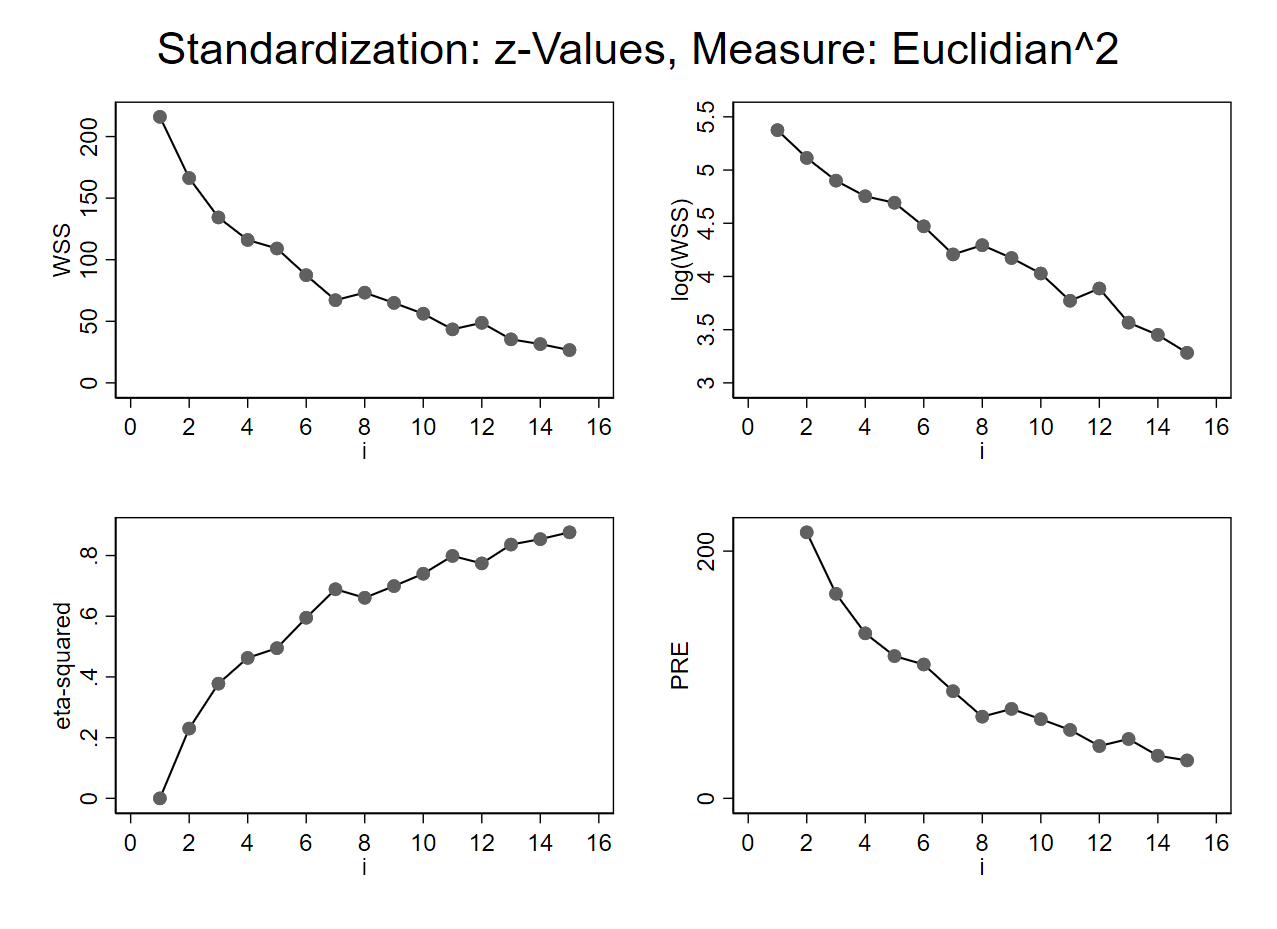 Standardization: z-Values, Measure: Euclidian^2
WSS
0 50 100 150 200
0 2 4 6 8 10 12 14 16
i
log(WSS)
3 3.5 4 4.5 5 5.5
0 2 4 6 8 10 12 14 16
i
eta-squared
0 .2 .4 .6 .8
0 2 4 6 8 10 12 14 16
i
PRE
0 200
0 2 4 6 8 10 12 14 16
i